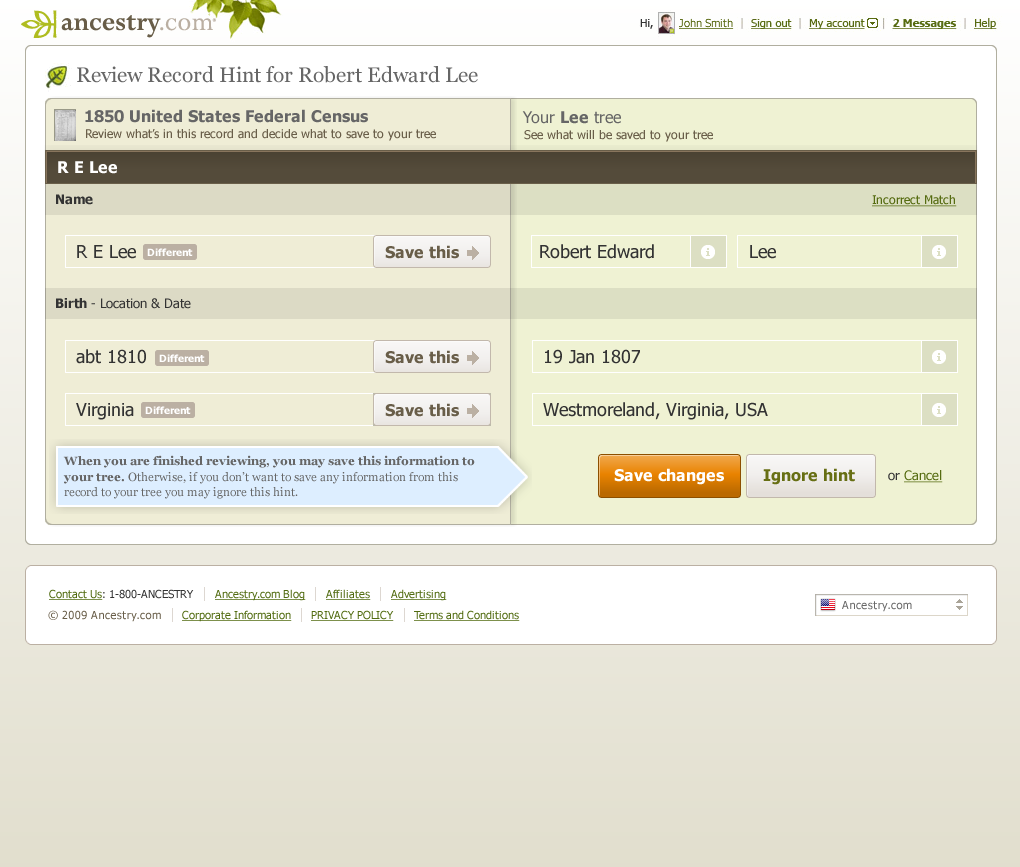 ancestry.com
Hi, John Smith | Sign out | My account | 2 Messages | Help
Review Record Hint for Robert Edward Lee
1850 United States Federal Census
Review what's in this record and decide what to save to your tree
Your Lee tree
See what will be saved to your tree
R E Lee
Name
Incorrect Match
R E Lee Different Save this
Robert Edward i Lee i
Birth - Location & Date
abt 1810 Different Save this
19 Jan 1807 i
Virginia Different Save this
Westmoreland, Virginia, USA i
When you are finished reviewing, you may save this information to
your tree. Otherwise, if you don't want to save any information from this
record to your tree you may ignore this hint.
Save changes Ignore hint or Cancel
Contact Us: 1-800-ANCESTRY | Ancestry.com Blog | Affiliates | Advertising
© 2009 Ancestry.com | Corporate Information | PRIVACY POLICY | Terms and Conditions
Ancestry.com